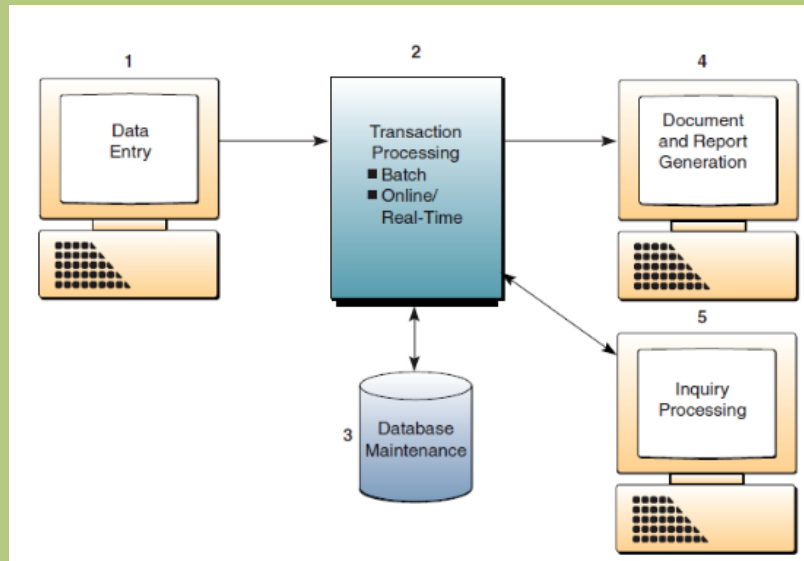 1
Data
Entry
2
Transaction
Processing
■ Batch
■ Online/
Real-Time
3
Database
Maintenance
4
Document
and Report
Generation
5
Inquiry
Processing